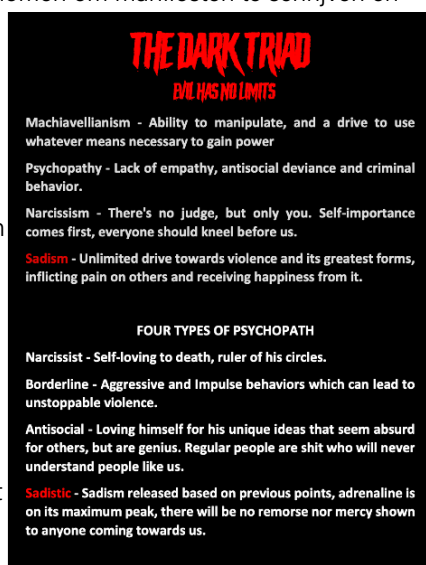 om manifesten te schrijven en
THE DARK TRIAD
EVIL HAS NO LIMITS
Machiavellianism - Ability to manipulate, and a drive to use
whatever means necessary to gain power
Psychopathy - Lack of empathy, antisocial deviance and criminal
behavior.
Narcissism - There's no judge, but only you. Self-importance
comes first, everyone should kneel before us.
Sadism - Unlimited drive towards violence and its greatest forms,
inflicting pain on others and receiving happiness from it.
FOUR TYPES OF PSYCHOPATH
Narcissist - Self-loving to death, ruler of his circles.
Borderline - Aggressive and Impulse behaviors which can lead to
unstoppable violence.
Antisocial - Loving himself for his unique ideas that seem absurd
for others, but are genius. Regular people are shit who will never
understand people like us.
Sadistic - Sadism released based on previous points, adrenaline is
on its maximum peak, there will be no remorse nor mercy shown
to anyone coming towards us.